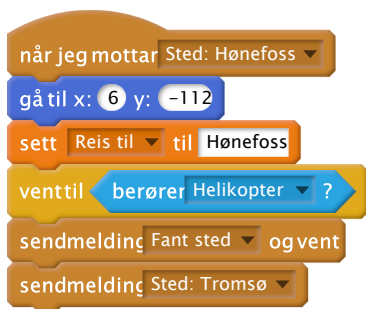 når jeg mottar Sted: Hønefoss
gå til x: 6 y: -112
sett Reis til til Hønefoss
vent til berører Helikopter ?
sendmelding Fant sted og vent
sendmelding Sted: Tromsø